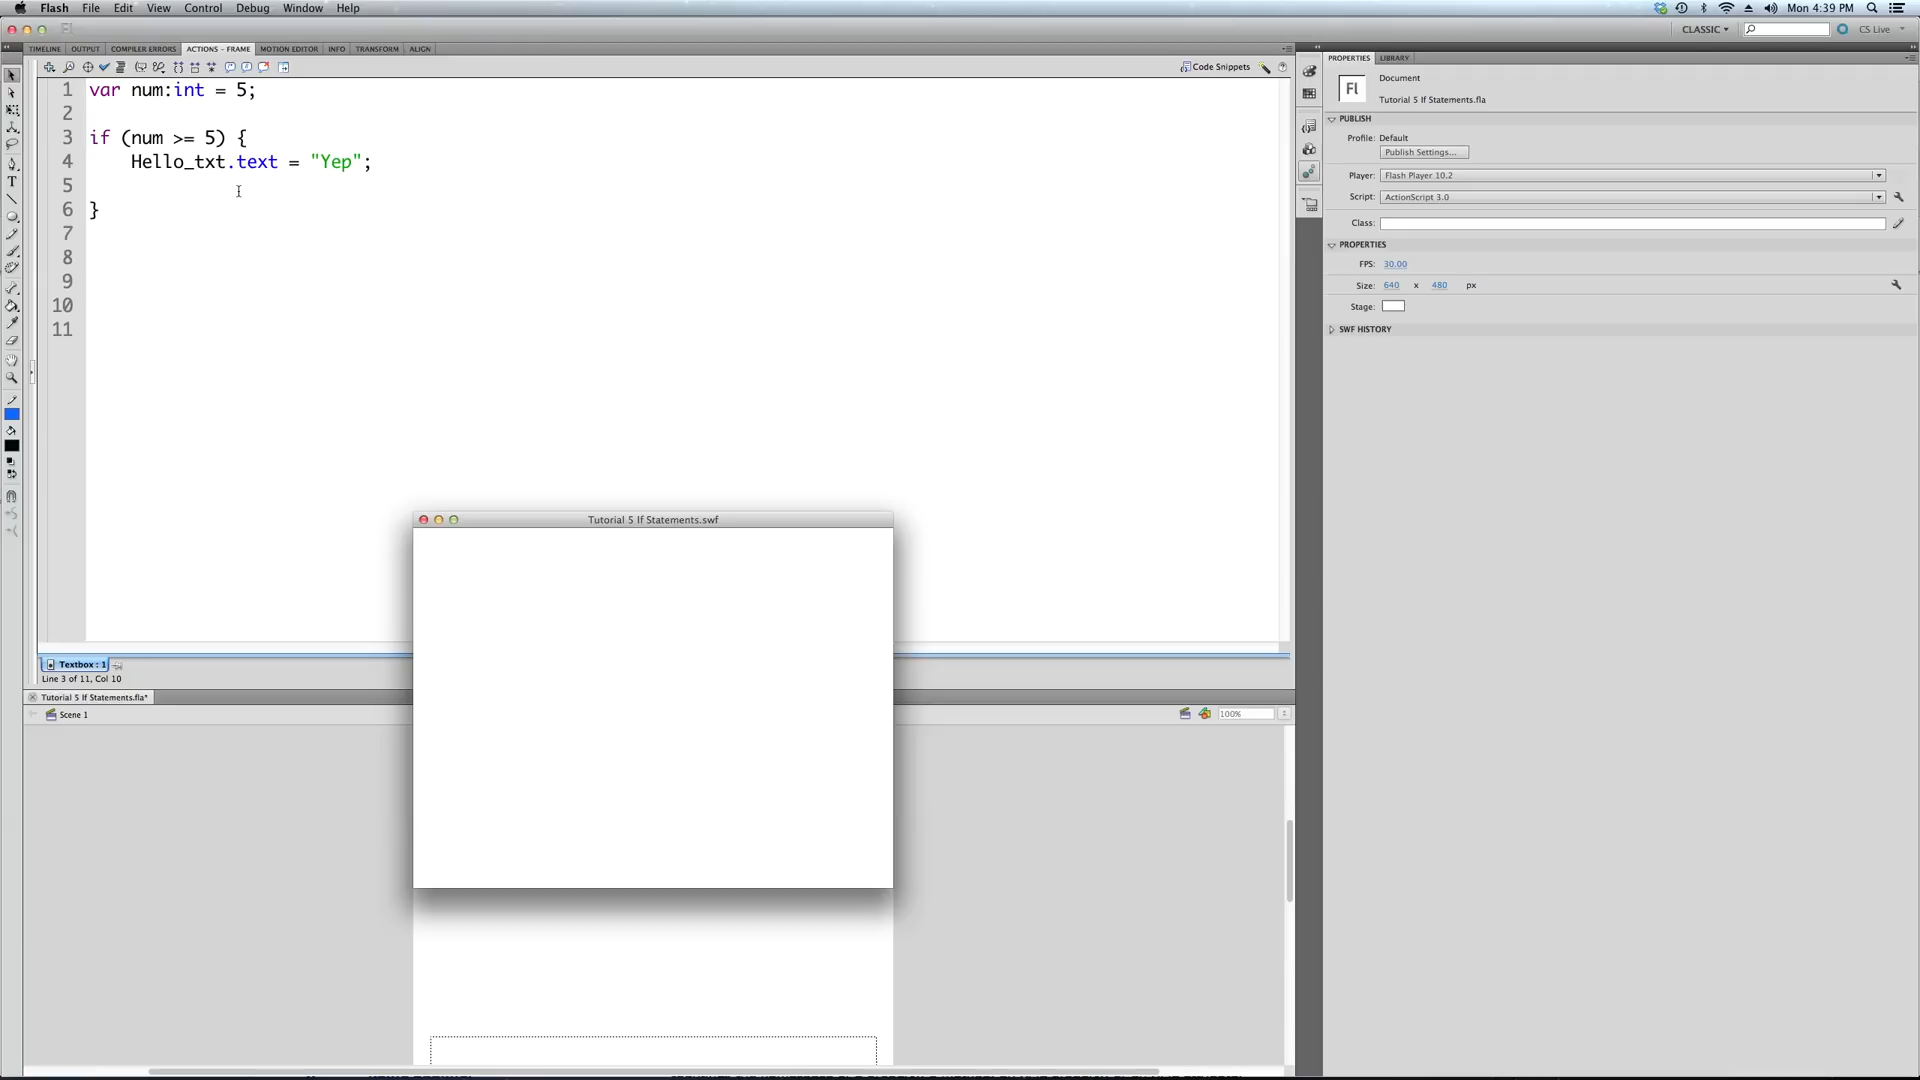 Flash File Edit View Control Debug Window Help Mon 4:39 PM
Fl CLASSIC CS Live
TIMELINE OUTPUT COMPILER ERRORS ACTIONS - FRAME MOTION EDITOR INFO TRANSFORM ALIGN
Code Snippets
1 var num:int = 5;
2
3 if (num >= 5) {
4 Hello_txt.text = "Yep";
5
6 }
7
8
9
10
11
Textbox : 1
Line 3 of 11, Col 10
Tutorial 5 If Statements.fla*
Scene 1
100%
Tutorial 5 If Statements.swf
PROPERTIES LIBRARY
Fl
Document
Tutorial 5 If Statements.fla
PUBLISH
Profile: Default
Publish Settings...
Player: Flash Player 10.2
Script: ActionScript 3.0
Class:
PROPERTIES
FPS: 30.00
Size: 640 x 480 px
Stage:
SWF HISTORY